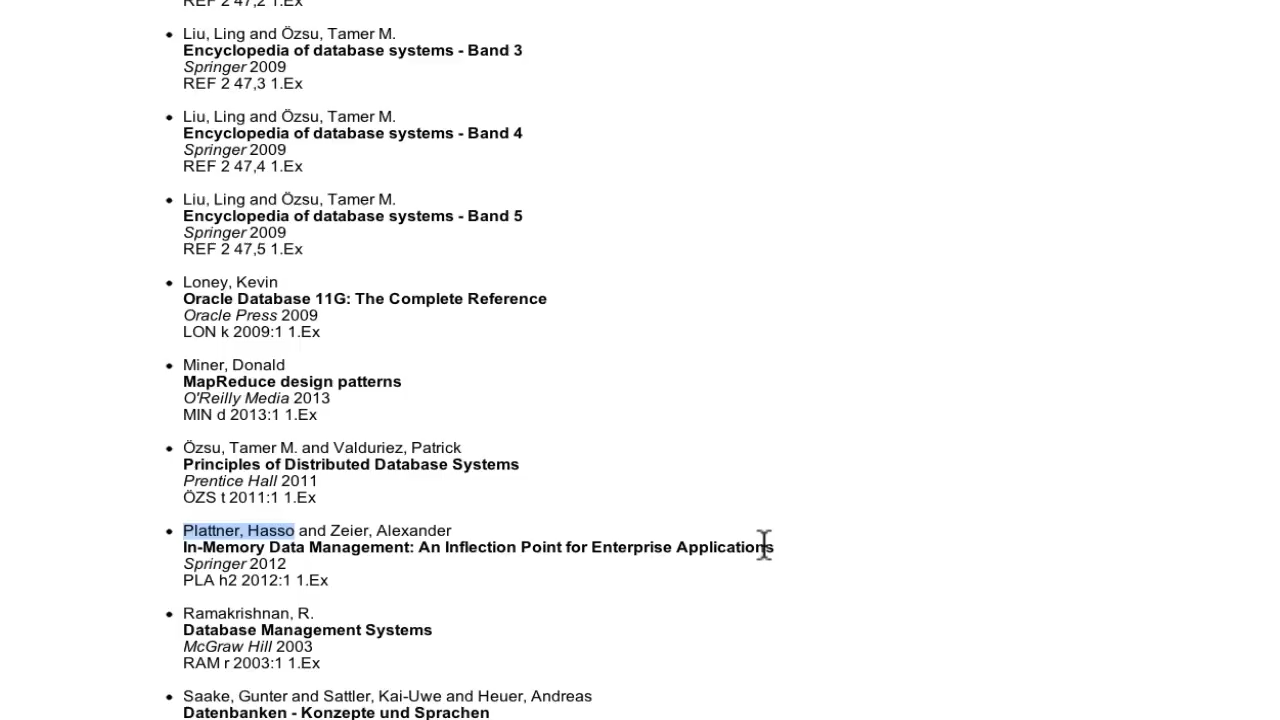 REF 2 47,2 1.Ex
Liu, Ling and Özsu, Tamer M.
Encyclopedia of database systems - Band 3
Springer 2009
REF 2 47,3 1.Ex
Liu, Ling and Özsu, Tamer M.
Encyclopedia of database systems - Band 4
Springer 2009
REF 2 47,4 1.Ex
Liu, Ling and Özsu, Tamer M.
Encyclopedia of database systems - Band 5
Springer 2009
REF 2 47,5 1.Ex
Loney, Kevin
Oracle Database 11G: The Complete Reference
Oracle Press 2009
LON k 2009:1 1.Ex
Miner, Donald
MapReduce design patterns
O'Reilly Media 2013
MIN d 2013:1 1.Ex
Özsu, Tamer M. and Valduriez, Patrick
Principles of Distributed Database Systems
Prentice Hall 2011
ÖZS t 2011:1 1.Ex
Plattner, Hasso and Zeier, Alexander
In-Memory Data Management: An Inflection Point for Enterprise Applications
Springer 2012
PLA h2 2012:1 1.Ex
Ramakrishnan, R.
Database Management Systems
McGraw Hill 2003
RAM r 2003:1 1.Ex
Saake, Gunter and Sattler, Kai-Uwe and Heuer, Andreas
Datenbanken - Konzepte und Sprachen